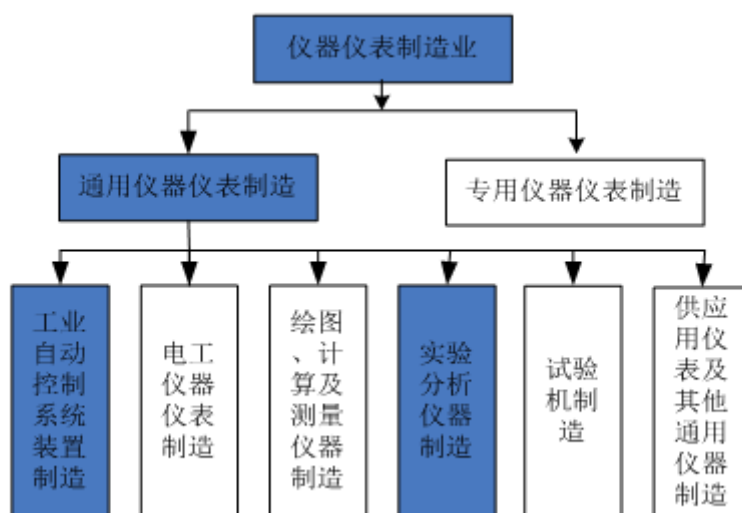 仪器仪表制造业
通用仪器仪表制造
专用仪器仪表制造
工业
自动
控制
系统
装置
制造
电工
仪器
仪表
制造
绘图
、计
算及
测量
仪器
制造
实验
分析
仪器
制造
试验
机制
造
供应
用仪
表及
其他
通用
仪器
制造